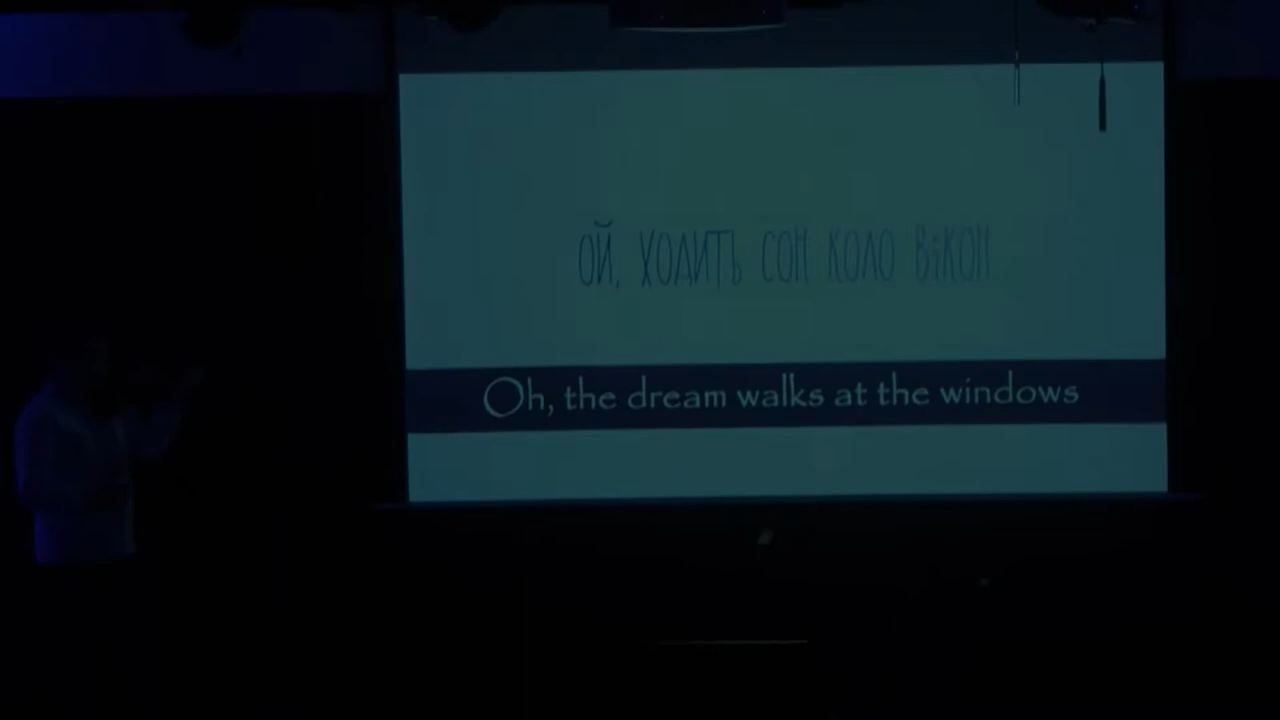 ОЙ, ХОДИТЬ СОН КОЛО ВІКОН
Oh, the dream walks at the windows